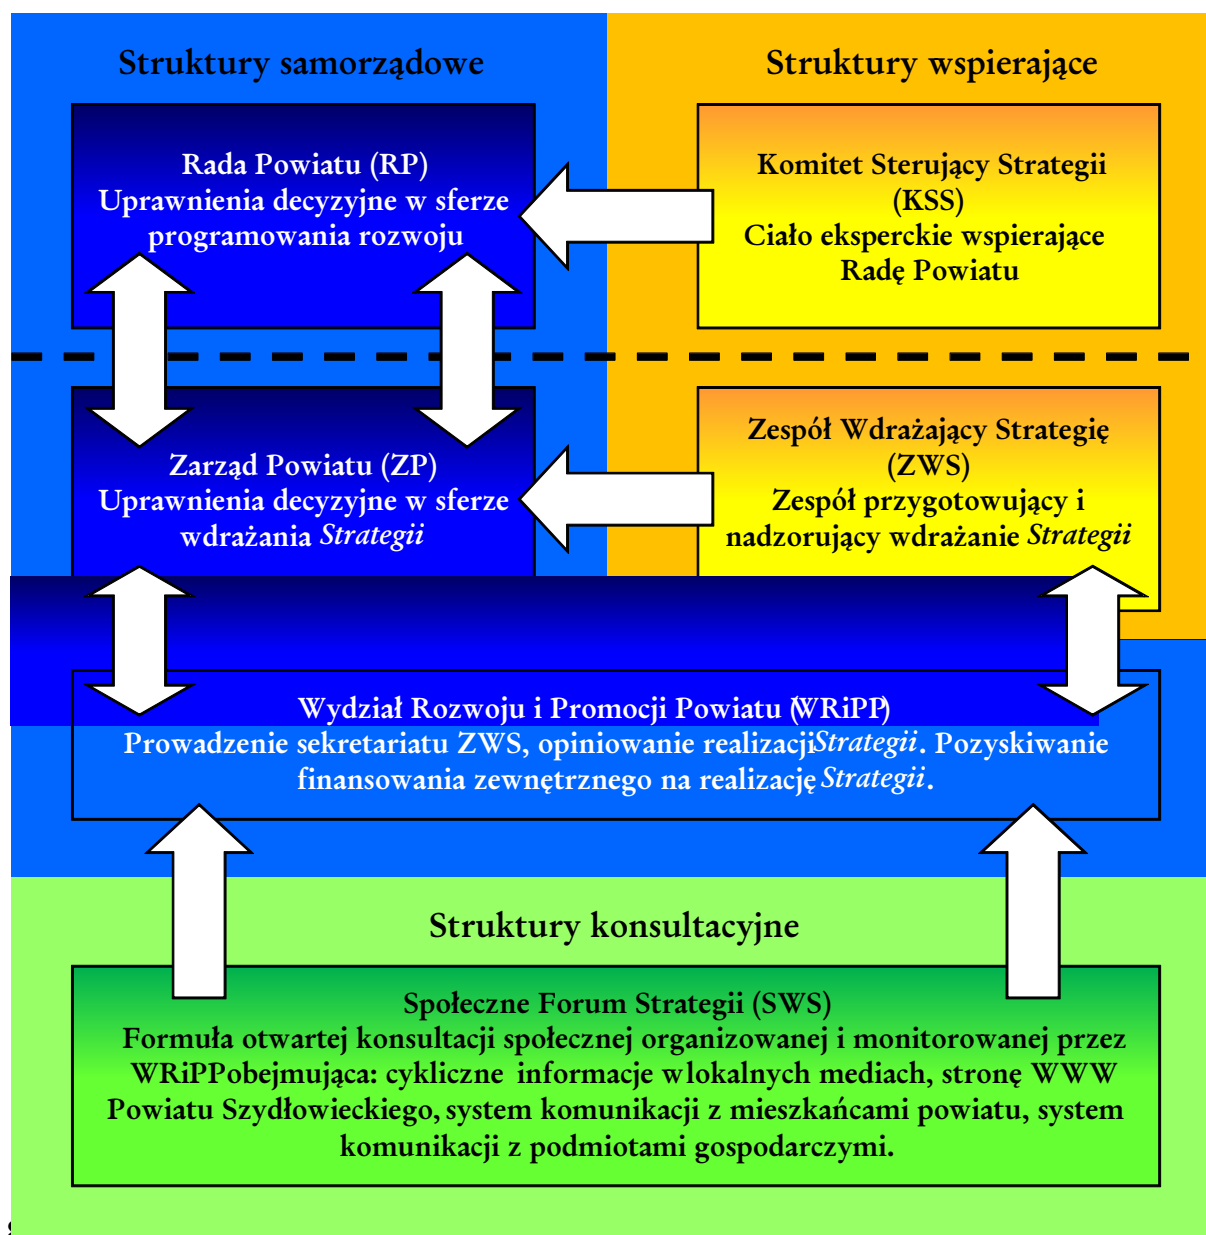 Struktury samorządowe
Struktury wspierające
Rada Powiatu (RP)
Uprawnienia decyzyjne w sferze
programowania rozwoju
Komitet Sterujący Strategii
(KSS)
Ciało eksperckie wspierające
Radę Powiatu
Zarząd Powiatu (ZP)
Uprawnienia decyzyjne w sferze
wdrażania Strategii
Zespół Wdrażający Strategię
(ZWS)
Zespół przygotowujący i
nadzorujący wdrażanie Strategii
Wydział Rozwoju i Promocji Powiatu (WRiPP)
Prowadzenie sekretariatu ZWS, opiniowanie realizacji Strategii. Pozyskiwanie
finansowania zewnętrznego na realizację Strategii.
Struktury konsultacyjne
Społeczne Forum Strategii (SWS)
Formuła otwartej konsultacji społecznej organizowanej i monitorowanej przez
WRiPP obejmująca: cykliczne informacje w lokalnych mediach, stronę WWW
Powiatu Szydłowieckiego, system komunikacji z mieszkańcami powiatu, system
komunikacji z podmiotami gospodarczymi.